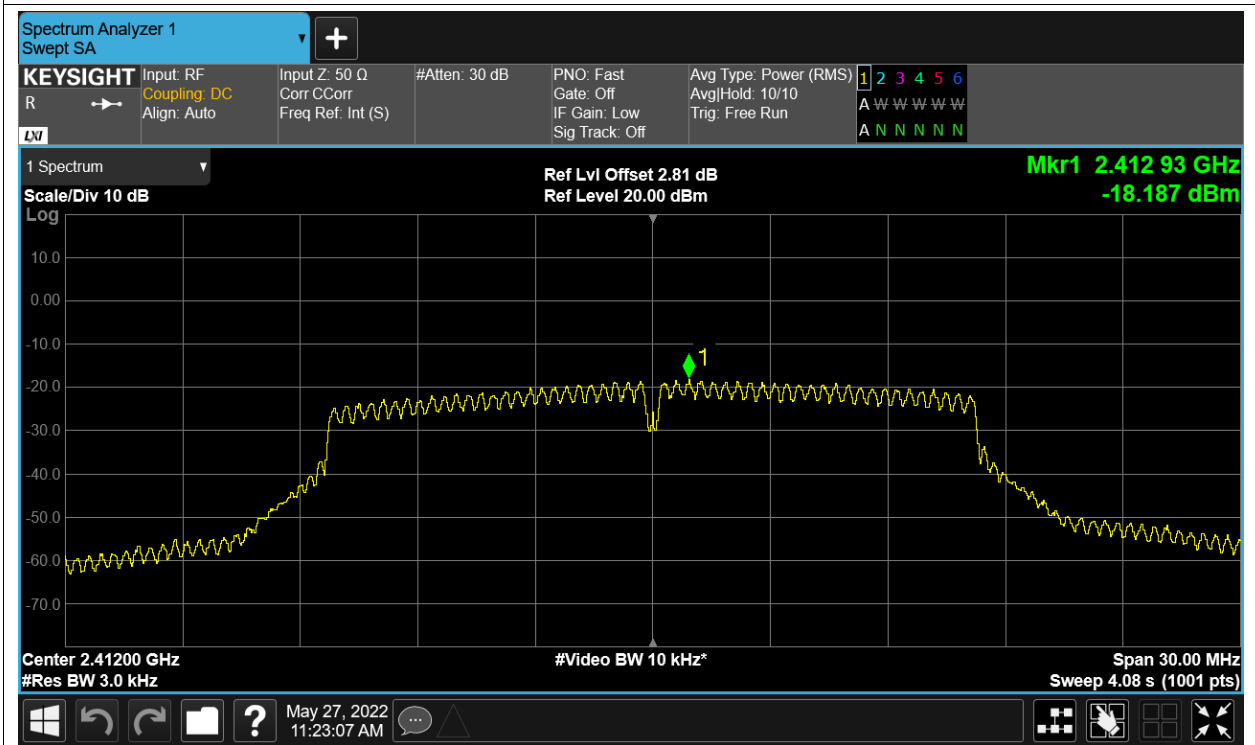 Spectrum Analyzer 1
Swept SA
KEYSIGHT
R
LXI
Input: RF
Coupling: DC
Align: Auto
Input Z: 50 Ω
Corr CCorr
Freq Ref: Int (S)
#Atten: 30 dB
PNO: Fast
Gate: Off
IF Gain: Low
Sig Track: Off
Avg Type: Power (RMS)
Avg|Hold: 10/10
Trig: Free Run
1 2 3 4 5 6
A W W W W W
A N N N N N
1 Spectrum
Scale/Div 10 dB
Log
Ref Lvl Offset 2.81 dB
Ref Level 20.00 dBm
Mkr1 2.412 93 GHz
-18.187 dBm
10.0
0.00
-10.0
1
-20.0
-30.0
-40.0
-50.0
-60.0
-70.0
Center 2.41200 GHz
#Res BW 3.0 kHz
#Video BW 10 kHz*
Span 30.00 MHz
Sweep 4.08 s (1001 pts)
?
May 27, 2022
11:23:07 AM